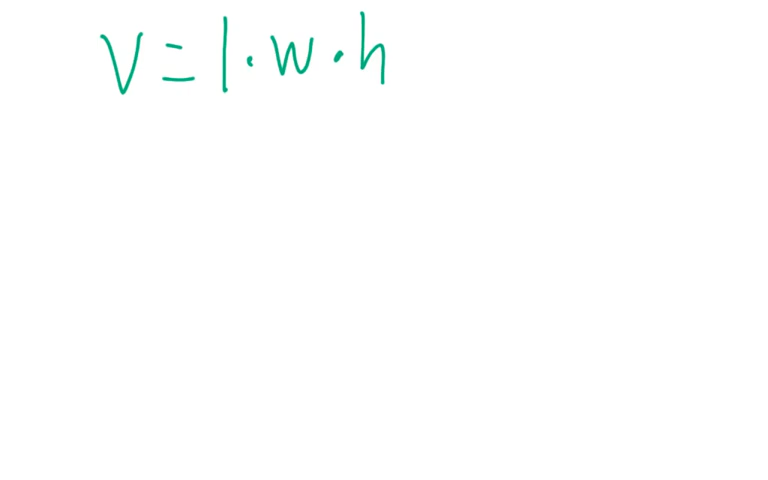 V = l · w · h